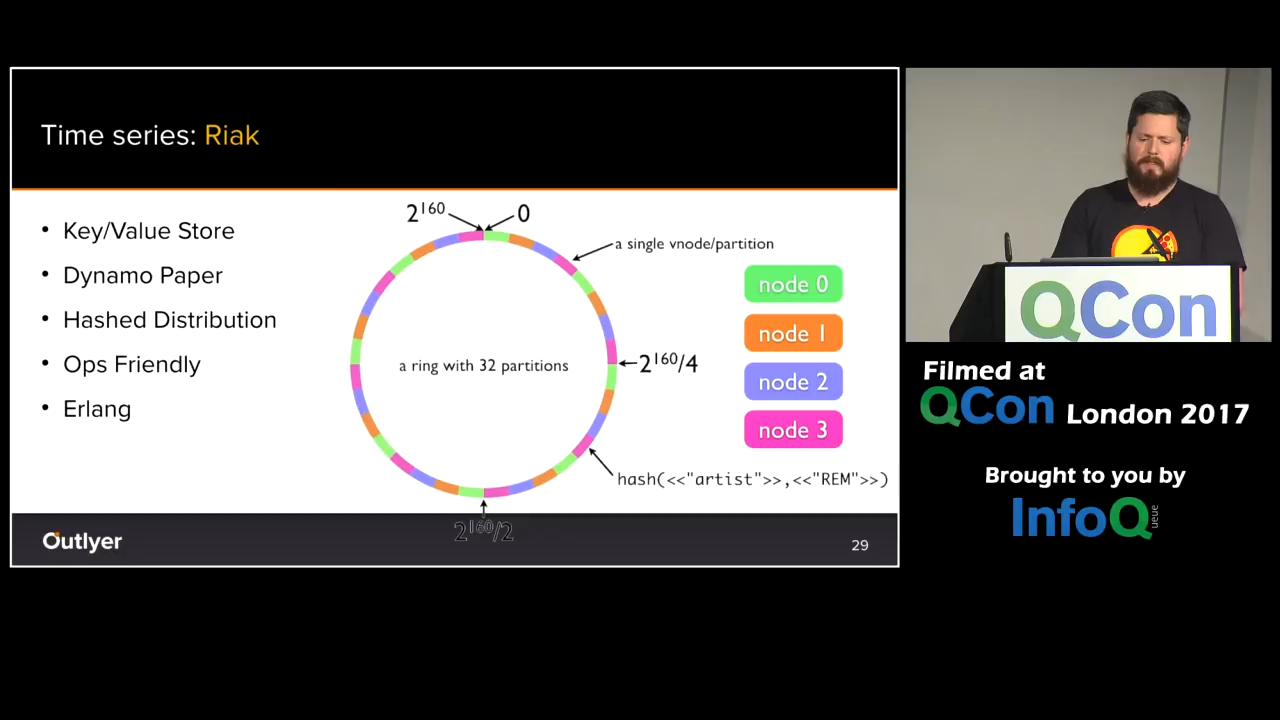 Time series: Riak
• Key/Value Store
• Dynamo Paper
• Hashed Distribution
• Ops Friendly
• Erlang
2^160
0
a single vnode/partition
node 0
node 1
a ring with 32 partitions
2^160/4
node 2
node 3
hash(<<"artist">>,<<"REM">>)
2^160/2
Outlyer
29
QCon
Filmed at
QCon London 2017
Brought to you by
InfoQ
ueue